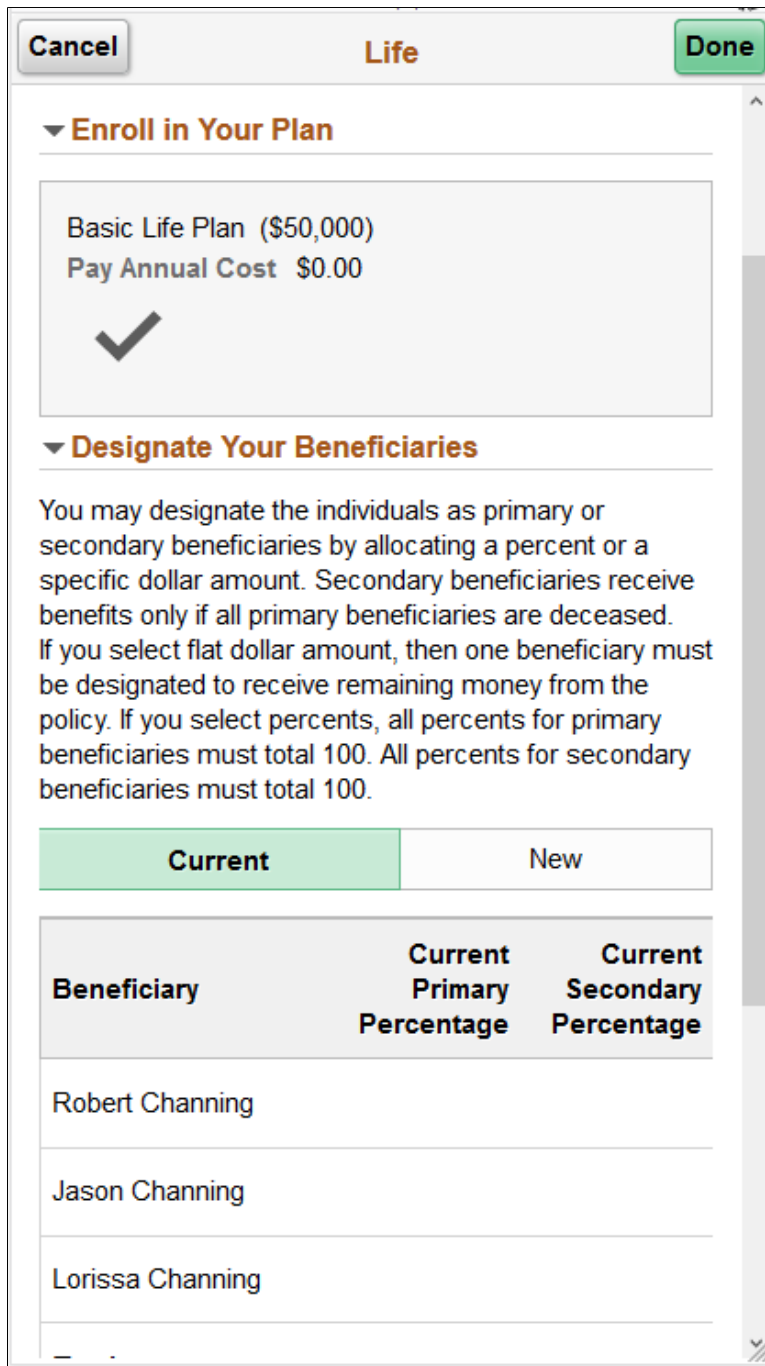 Cancel Life Done
Enroll in Your Plan
Basic Life Plan ($50,000)
Pay Annual Cost $0.00
Designate Your Beneficiaries
You may designate the individuals as primary or
secondary beneficiaries by allocating a percent or a
specific dollar amount. Secondary beneficiaries receive
benefits only if all primary beneficiaries are deceased.
If you select flat dollar amount, then one beneficiary must
be designated to receive remaining money from the
policy. If you select percents, all percents for primary
beneficiaries must total 100. All percents for secondary
beneficiaries must total 100.
Current New
Beneficiary Current Primary Percentage Current Secondary Percentage
Robert Channing
Jason Channing
Lorissa Channing